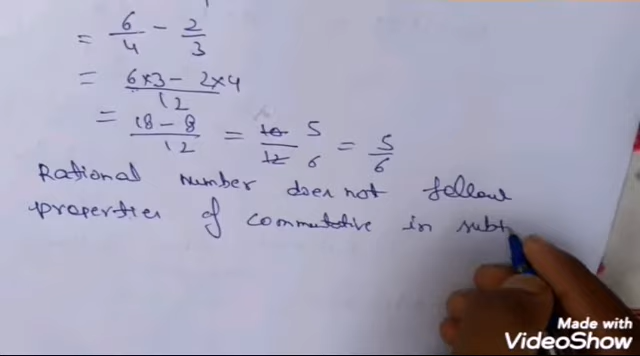 = 6/4 - 2/3
= 6×3 - 2×4/12
= 18 - 8/12 = 10/12 5/6 = 5/6
Rational number does not follow
properties of commutative in subt
Made with
VideoShow